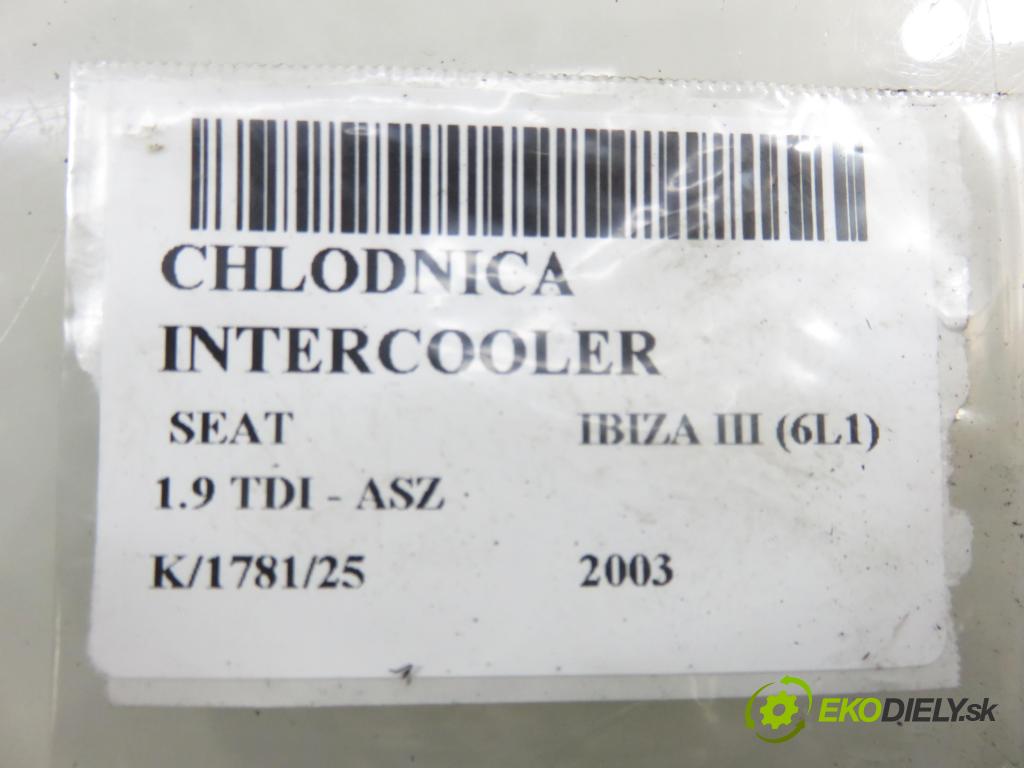 CHLODNICA
INTERCOOLER
SEAT IBIZA III (6L1)
1.9 TDI - ASZ
K/1781/25 2003
EKODIELY.sk